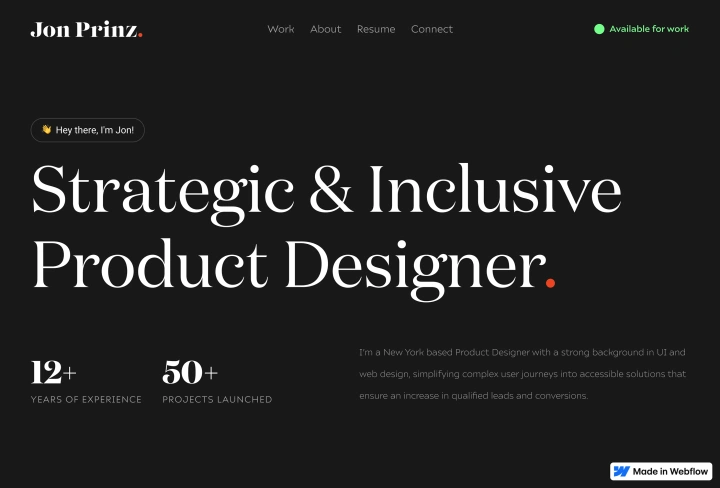 Jon Prinz.
Work About Resume Connect
Available for work
👋 Hey there, I'm Jon!
Strategic & Inclusive
Product Designer.
12+
YEARS OF EXPERIENCE
50+
PROJECTS LAUNCHED
I'm a New York based Product Designer with a strong background in UI and
web design, simplifying complex user journeys into accessible solutions that
ensure an increase in qualified leads and conversions.
Made in Webflow